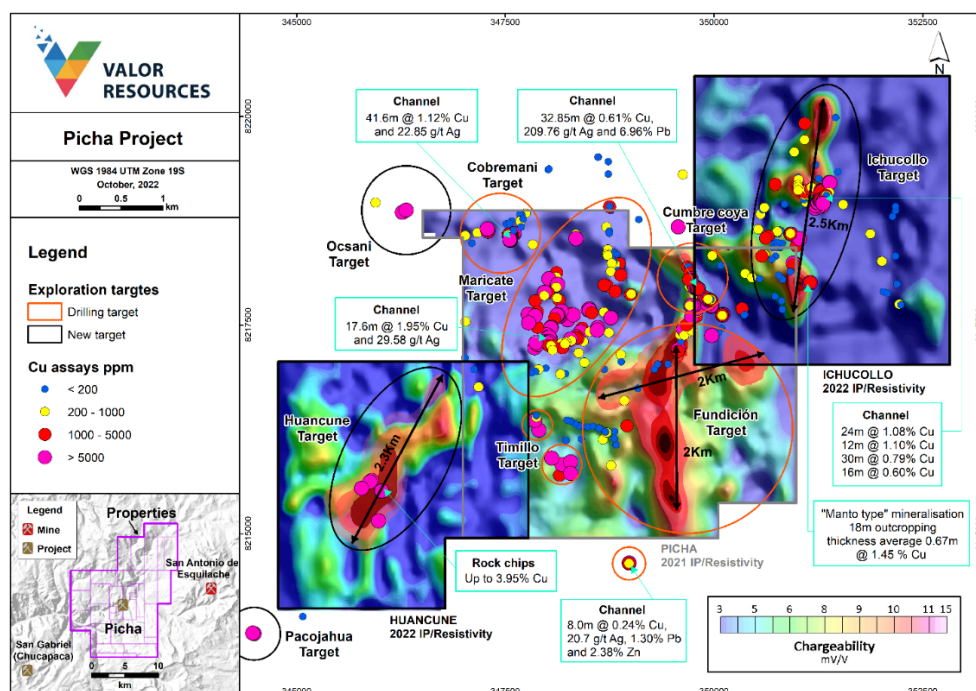 VALOR
RESOURCES
Picha Project
WGS 1984 UTM Zone 19S
October, 2022
1 0.5 0 1
km
Legend
Exploration targtes
Drilling target
New target
Cu assays ppm
< 200
200 - 1000
1000 - 5000
> 5000
Legend
Mine
Project
Properties
San Antonio de
Esquilache
Picha
San Gabriel
(Chucapaca)
0 5 10
km
345000 347500 350000 352500
8220000
8217500
8215000
N
Channel
41.6m @ 1.12% Cu
and 22.85 g/t Ag
Channel
32.85m @ 0.61% Cu,
209.76 g/t Ag and 6.96% Pb
Cobremani
Target
Ichucollo
Target
Ocsani
Target
Cumbre coya
Target
2.5Km
Maricate
Target
Channel
17.6m @ 1.95% Cu
and 29.58 g/t Ag
ICHUCOLLO
2022 IP/Resistivity
2Km
Huancune
Target
2.3Km
Fundición
Target
Timillo
Target
2Km
Channel
24m @ 1.08% Cu
12m @ 1.10% Cu
30m @ 0.79% Cu
16m @ 0.60% Cu
"Manto type" mineralisation
18m outcropping
thickness average 0.67m
@ 1.45 % Cu
PICHA
2021 IP/Resistivity
Rock chips
Up to 3.95% Cu
HUANCUNE
2022 IP/Resistivity
Channel
8.0m @ 0.24% Cu,
20.7 g/t Ag, 1.30% Pb
and 2.38% Zn
Pacojahua
Target
3 5 6 8 9 11 15
Chargeability
mV/V
345000 347500 350000 352500